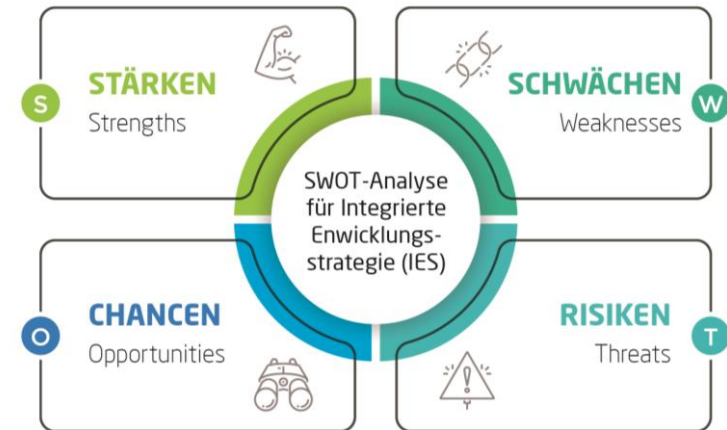 S
STÄRKEN
Strengths
SCHWÄCHEN
Weaknesses
W
SWOT-Analyse
für Integrierte
Enwicklungs-
strategie (IES)
O
CHANCEN
Opportunities
RISIKEN
Threats
T